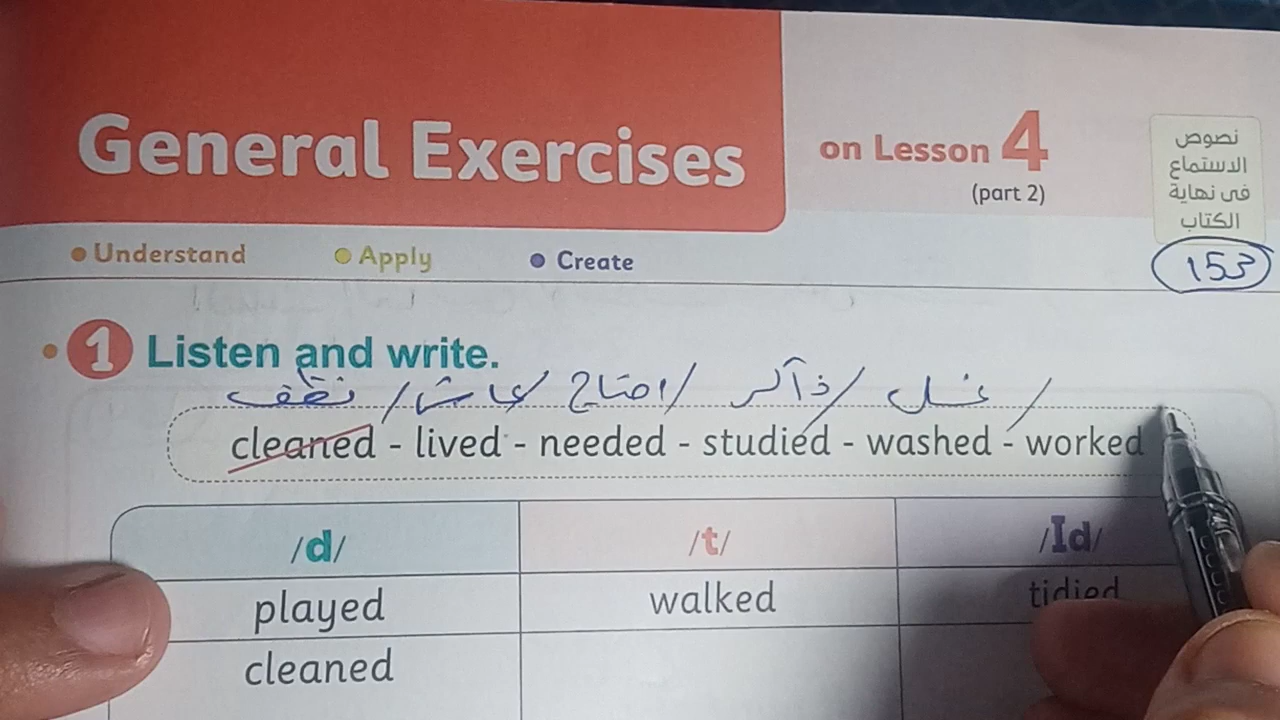 General Exercises
on Lesson 4
(part 2)
نصوص
الاستماع
فى نهاية
الكتاب
153
Understand Apply Create
1 Listen and write.
نظف / عاش / احتاج / ذاكر / غسل /
cleaned - lived - needed - studied - washed - worked
/d/ /t/ /Id/
played walked tidied
cleaned